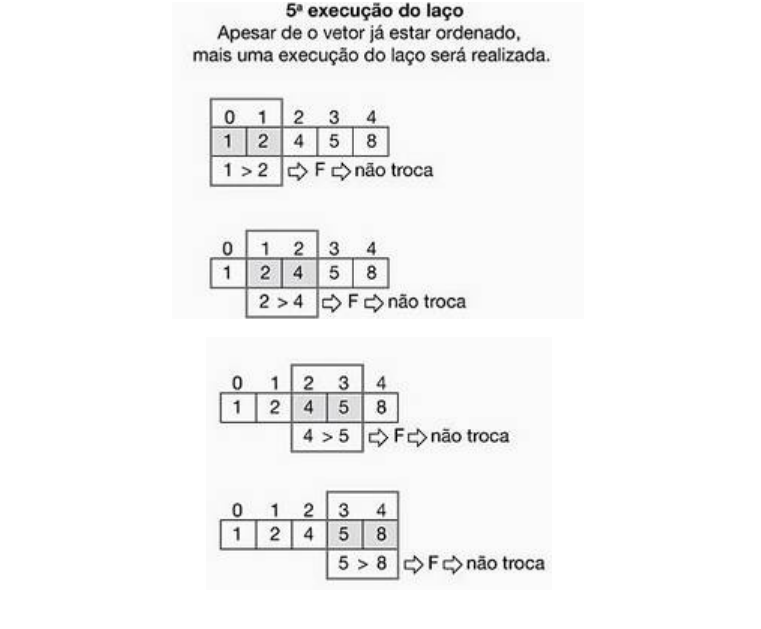 5ª execução do laço
Apesar de o vetor já estar ordenado,
mais uma execução do laço será realizada.
0 1 2 3 4
1 2 4 5 8
1 > 2 ⇨ F ⇨ não troca
0 1 2 3 4
1 2 4 5 8
2 > 4 ⇨ F ⇨ não troca
0 1 2 3 4
1 2 4 5 8
4 > 5 ⇨ F ⇨ não troca
0 1 2 3 4
1 2 4 5 8
5 > 8 ⇨ F ⇨ não troca